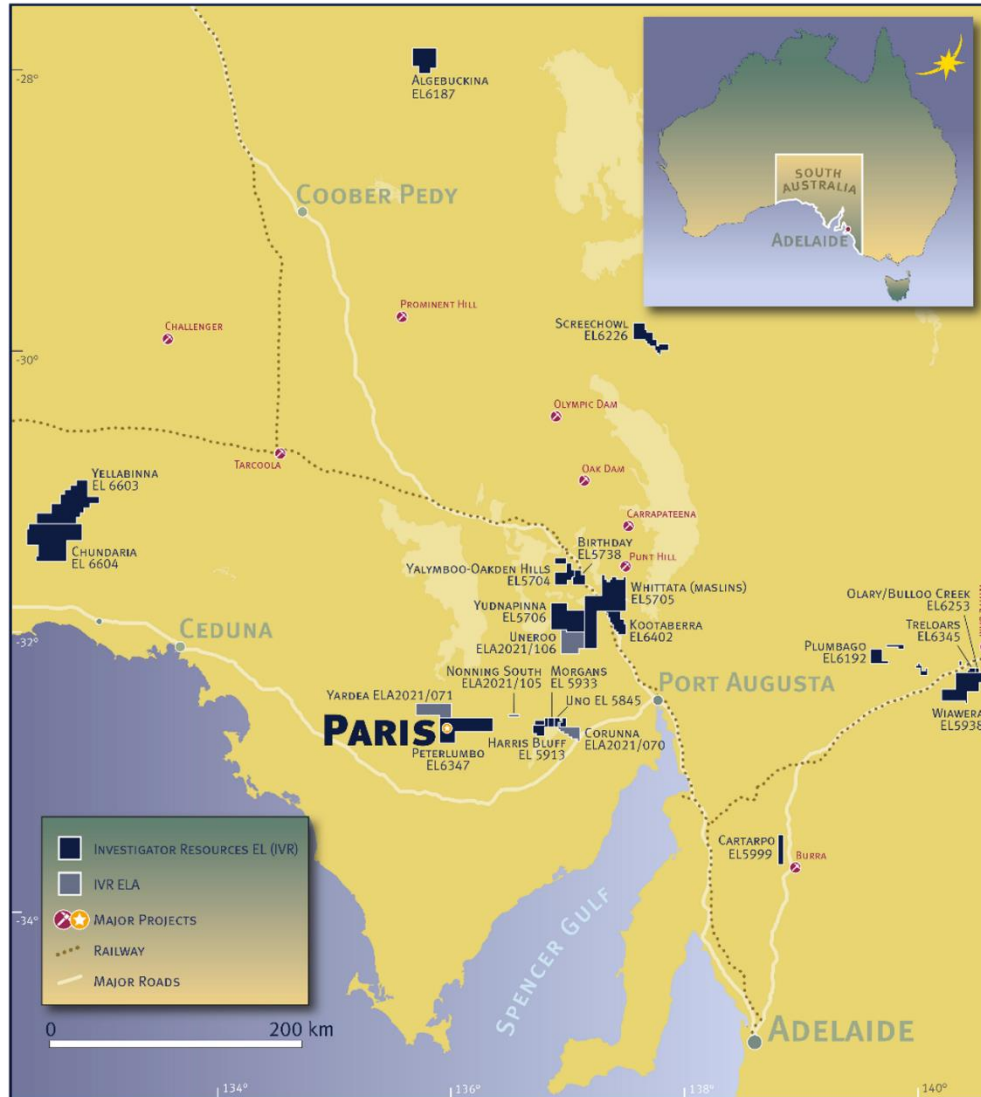 -28°
ALGEBUCKINA
EL6187
COOBER PEDY
SOUTH
AUSTRALIA
ADELAIDE
PROMINENT HILL
CHALLENGER
SCREECHOWL
EL6226
-30°
OLYMPIC DAM
TARCOOLA
OAK DAM
YELLABINNA
EL 6603
CARRAPATEENA
CHUNDARIA
EL 6604
BIRTHDAY
EL5738
PUNT HILL
YALYMBOO-OAKDEN HILLS
EL5704
WHITTATA (MASLINS)
EL5705
OLARY/BULLOO CREEK
EL6253
YUDNAPINNA
EL5706
KOOTABERRA
EL6402
TRELOARS
EL6345
-32°
CEDUNA
UNEROO
ELA2021/106
PLUMBAGO
EL6192
NONNING SOUTH
ELA2021/105
MORGANS
EL 5933
PORT AUGUSTA
WIAWERA
EL5938
YARDEA ELA2021/071
UNO EL 5845
PARIS
PETERLUMBO
EL6347
HARRIS BLUFF
EL 5913
CORUNNA
ELA2021/070
INVESTIGATOR RESOURCES EL (IVR)
IVR ELA
MAJOR PROJECTS
RAILWAY
MAJOR ROADS
CARTARPO
EL5999
BURRA
-34°
SPENCER GULF
0 200 km
ADELAIDE
134° 136° 138° 140°